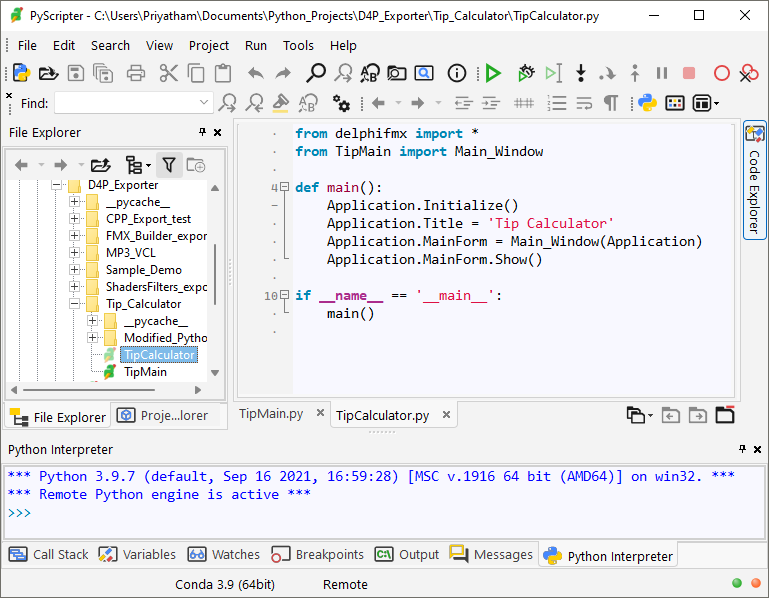 PyScripter - C:\Users\Priyatham\Documents\Python_Projects\D4P_Exporter\Tip_Calculator\TipCalculator.py
File Edit Search View Project Run Tools Help
Find:
File Explorer
D4P_Exporter
__pycache__
CPP_Export_test
FMX_Builder_expor
MP3_VCL
Sample_Demo
ShadersFilters_expo
Tip_Calculator
__pycache__
Modified_Pytho
TipCalculator
TipMain
File Explorer Proje...lorer
from delphifmx import *
from TipMain import Main_Window
4 def main():
Application.Initialize()
Application.Title = 'Tip Calculator'
Application.MainForm = Main_Window(Application)
Application.MainForm.Show()
10 if __name__ == '__main__':
main()
TipMain.py TipCalculator.py
Code Explorer
Python Interpreter
*** Python 3.9.7 (default, Sep 16 2021, 16:59:28) [MSC v.1916 64 bit (AMD64)] on win32. ***
*** Remote Python engine is active ***
>>>
Call Stack Variables Watches Breakpoints Output Messages Python Interpreter
Conda 3.9 (64bit) Remote